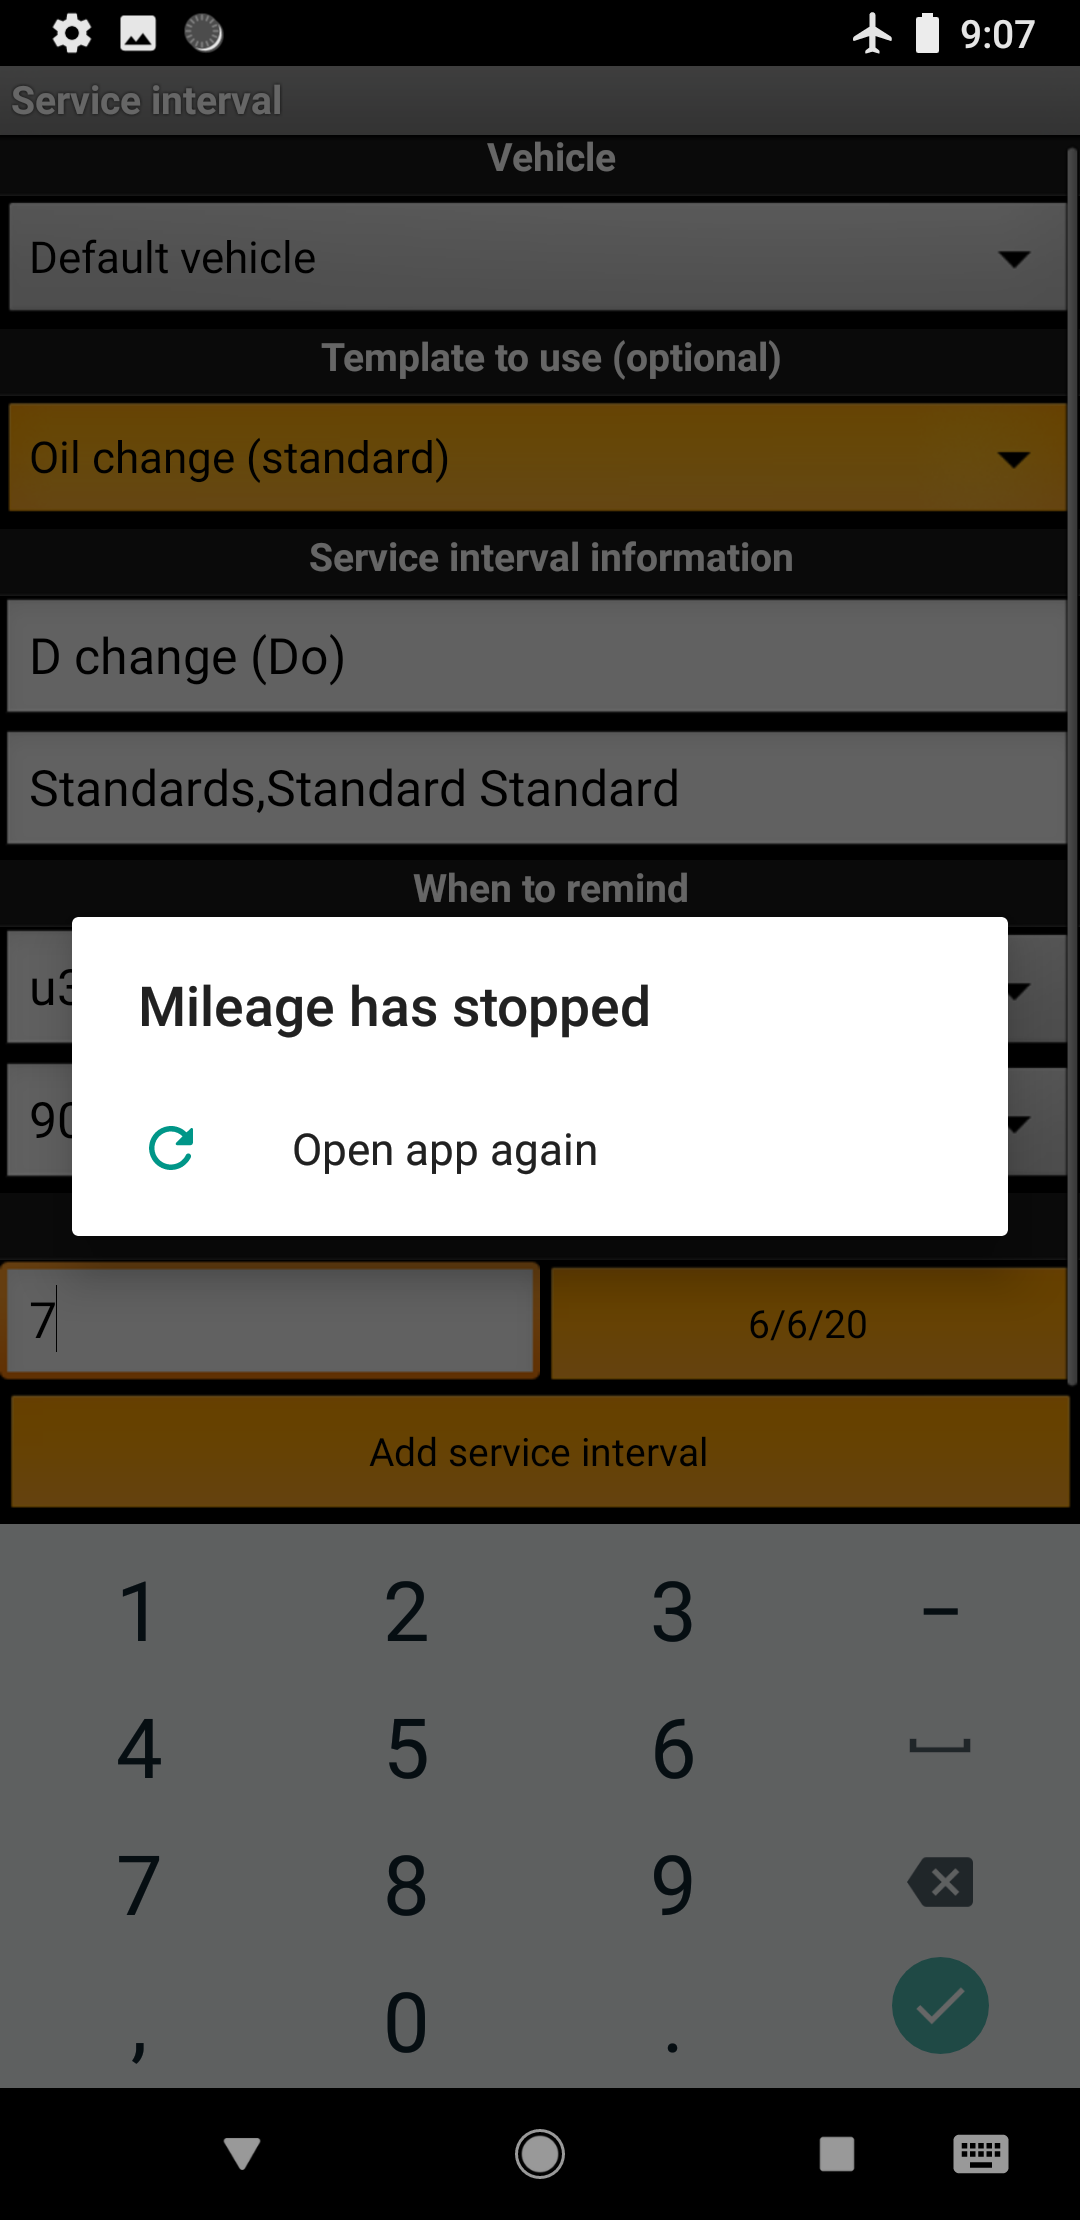 9:07
Service interval
Vehicle
Default vehicle
Template to use (optional)
Oil change (standard)
Service interval information
D change (Do)
Standards,Standard Standard
When to remind
Mileage has stopped
Open app again
7
6/6/20
Add service interval
1 2 3 –
4 5 6
7 8 9
, 0 .